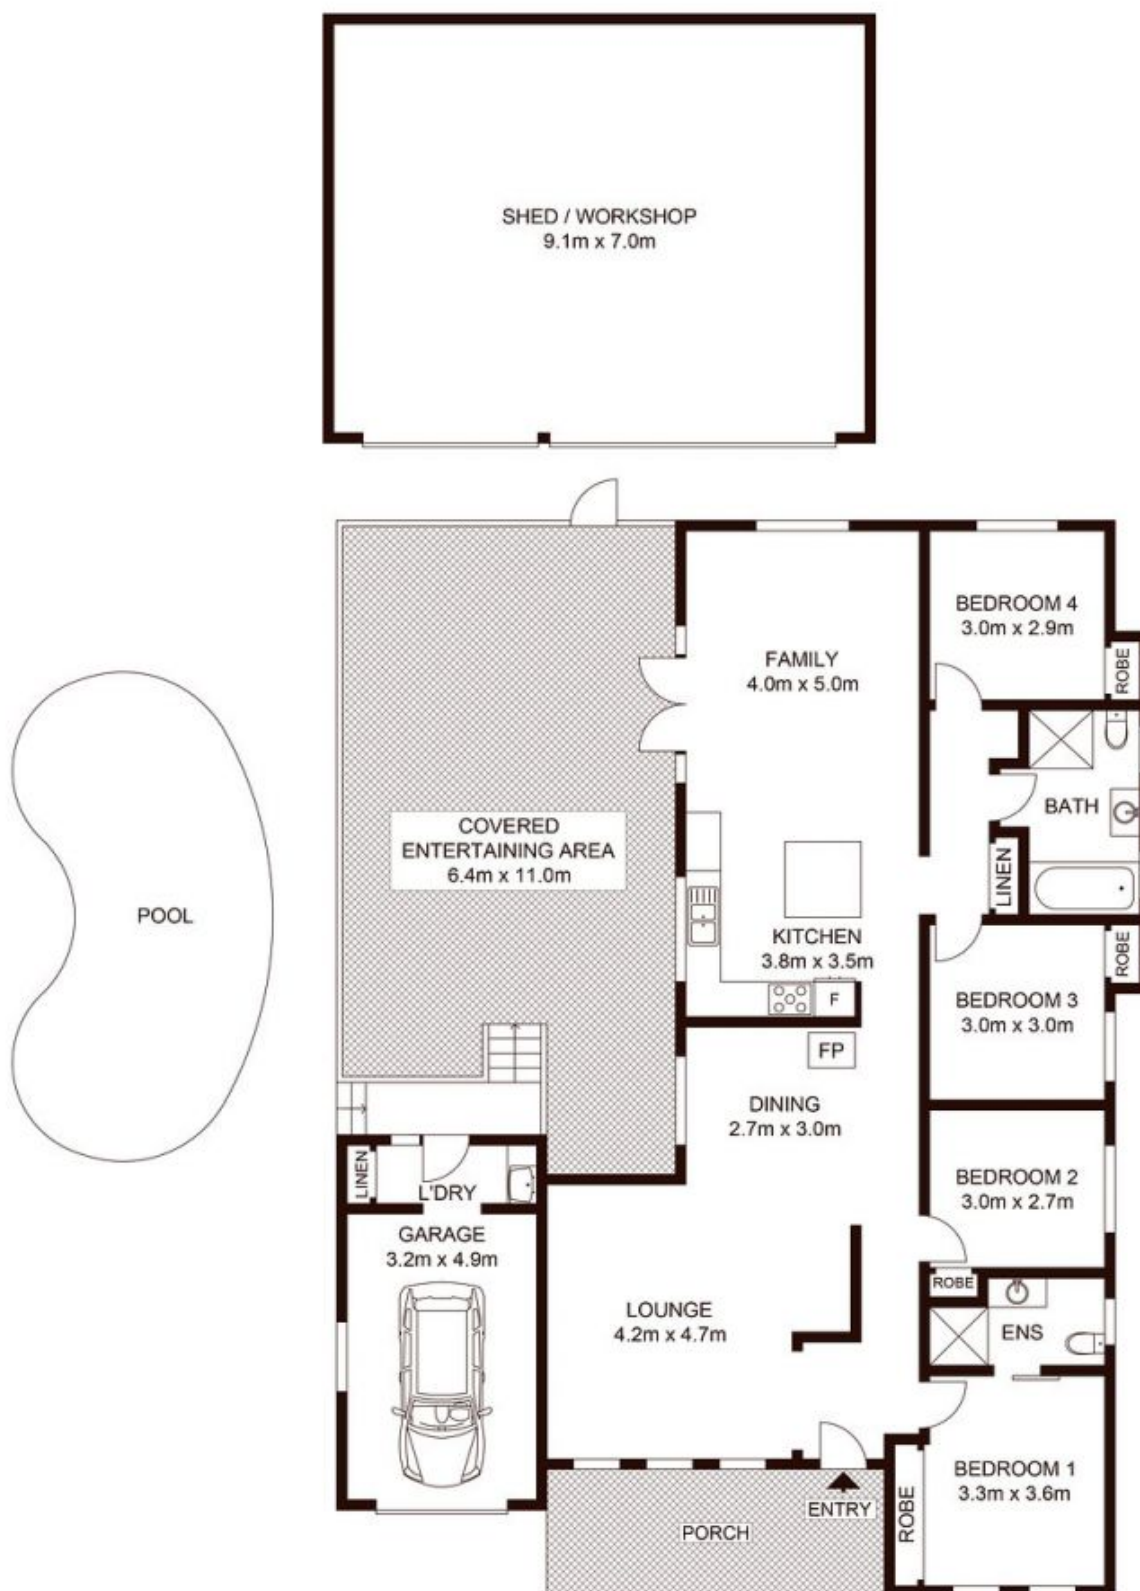 SHED / WORKSHOP
9.1m x 7.0m
BEDROOM 4
3.0m x 2.9m
ROBE
FAMILY
4.0m x 5.0m
BATH
COVERED
ENTERTAINING AREA
6.4m x 11.0m
LINEN
POOL
KITCHEN
3.8m x 3.5m
F
ROBE
BEDROOM 3
3.0m x 3.0m
FP
DINING
2.7m x 3.0m
LINEN
L'DRY
BEDROOM 2
3.0m x 2.7m
GARAGE
3.2m x 4.9m
ROBE
LOUNGE
4.2m x 4.7m
ENS
BEDROOM 1
3.3m x 3.6m
ROBE
ENTRY
PORCH